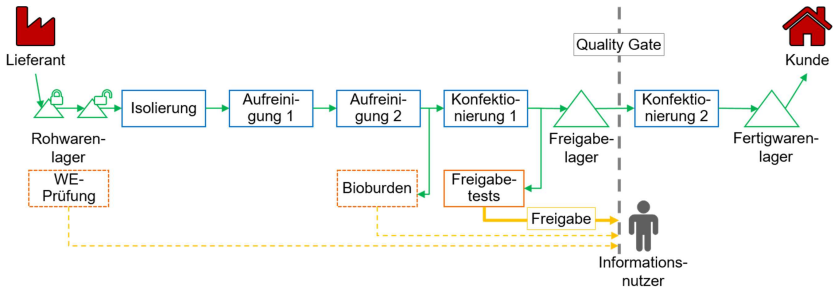 Quality Gate
Lieferant
Kunde
Isolierung
Aufreini-
gung 1
Aufreini-
gung 2
Konfektio-
nierung 1
Konfektio-
nierung 2
Rohwaren-
lager
Freigabe-
lager
Fertigwaren-
lager
WE-
Prüfung
Bioburden
Freigabe-
tests
Freigabe
Informations-
nutzer